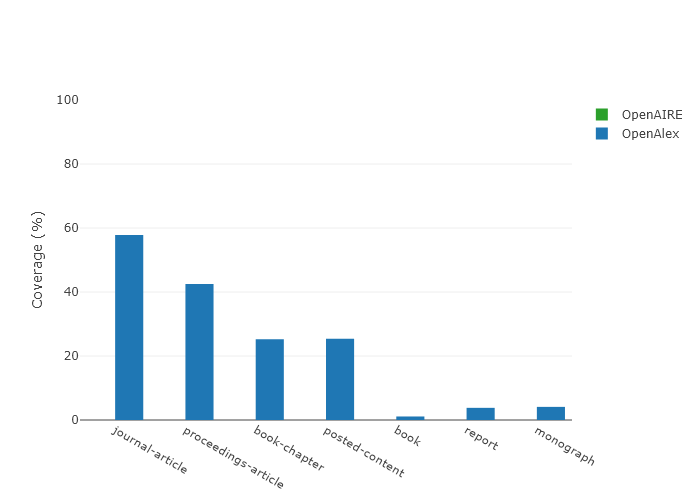 100
80
60
40
20
0
Coverage (%)
OpenAIRE
OpenAlex
journal-article
proceedings-article
book-chapter
posted-content
book
report
monograph